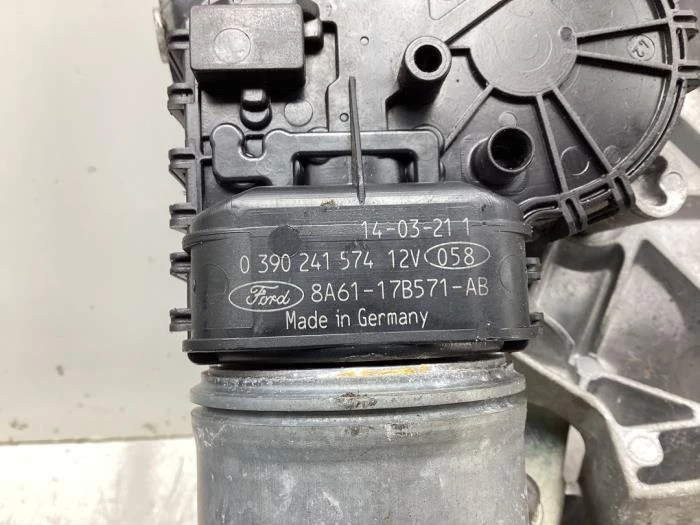 14-03-21 1
0 390 241 574 12V 058
Ford 8A61-17B571-AB
Made in Germany